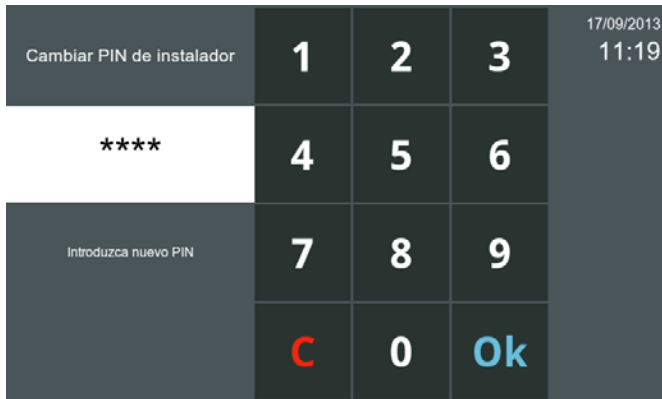 Cambiar PIN de instalador
****
Introduzca nuevo PIN
1 2 3
4 5 6
7 8 9
C 0 Ok
17/09/2013
11:19